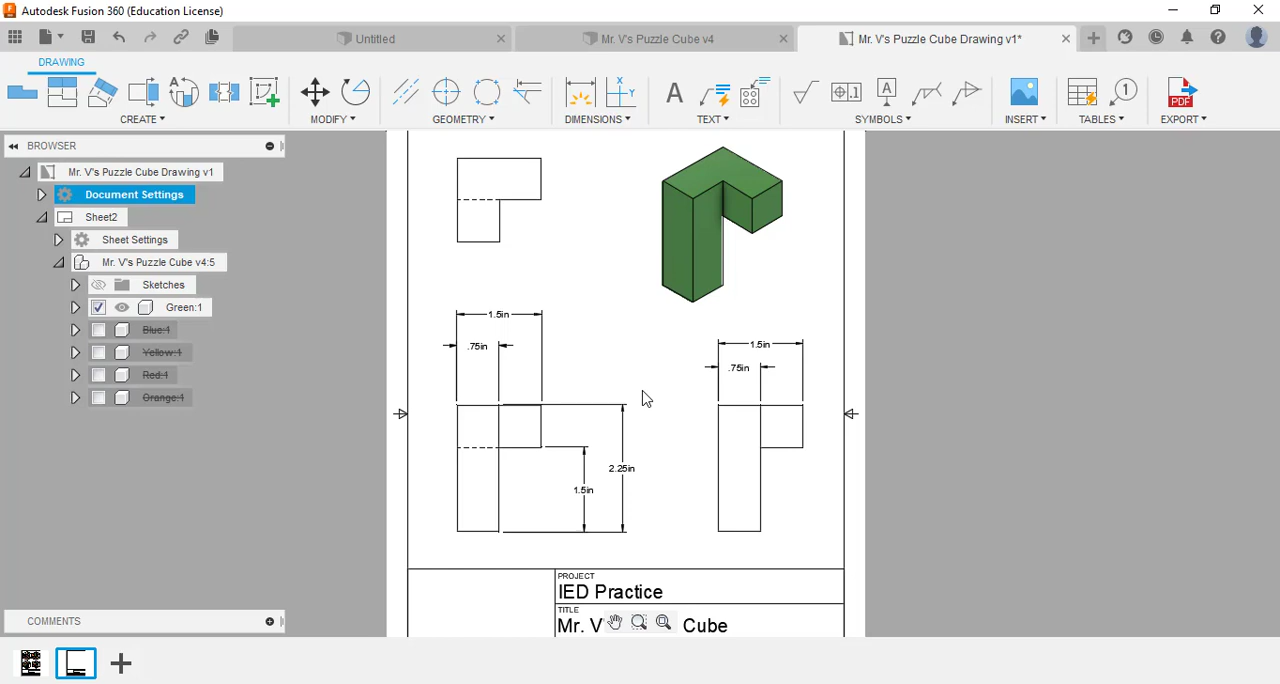 Autodesk Fusion 360 (Education License)
Untitled
Mr. V's Puzzle Cube v4
Mr. V's Puzzle Cube Drawing v1*
DRAWING
CREATE
MODIFY
GEOMETRY
DIMENSIONS
TEXT
SYMBOLS
INSERT
TABLES
EXPORT
BROWSER
Mr. V's Puzzle Cube Drawing v1
Document Settings
Sheet2
Sheet Settings
Mr. V's Puzzle Cube v4:5
Sketches
Green:1
Blue:1
Yellow:1
Red:1
Orange:1
1.5in
.75in
1.5in
.75in
2.25in
1.5in
PROJECT
IED Practice
TITLE
Mr. V Cube
COMMENTS